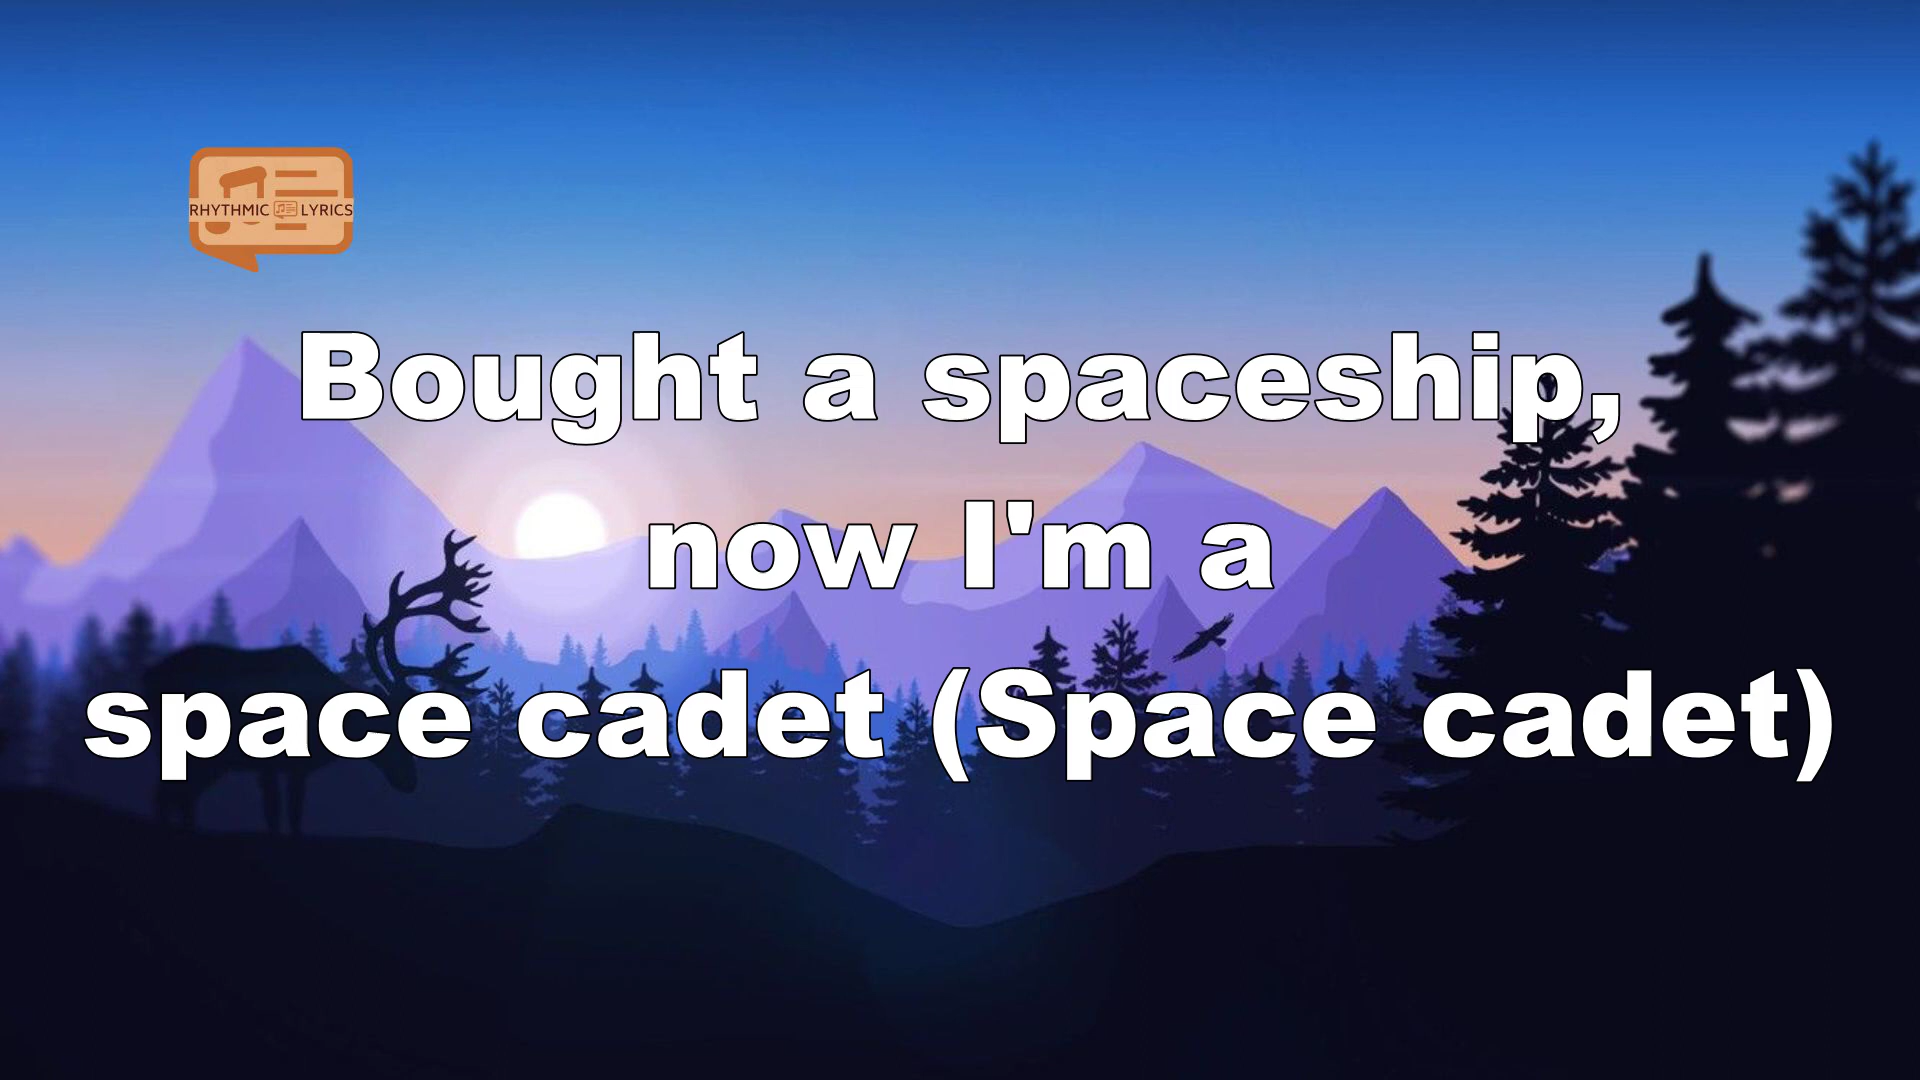 RHYTHMIC LYRICS
Bought a spaceship,
now I'm a
space cadet (Space cadet)